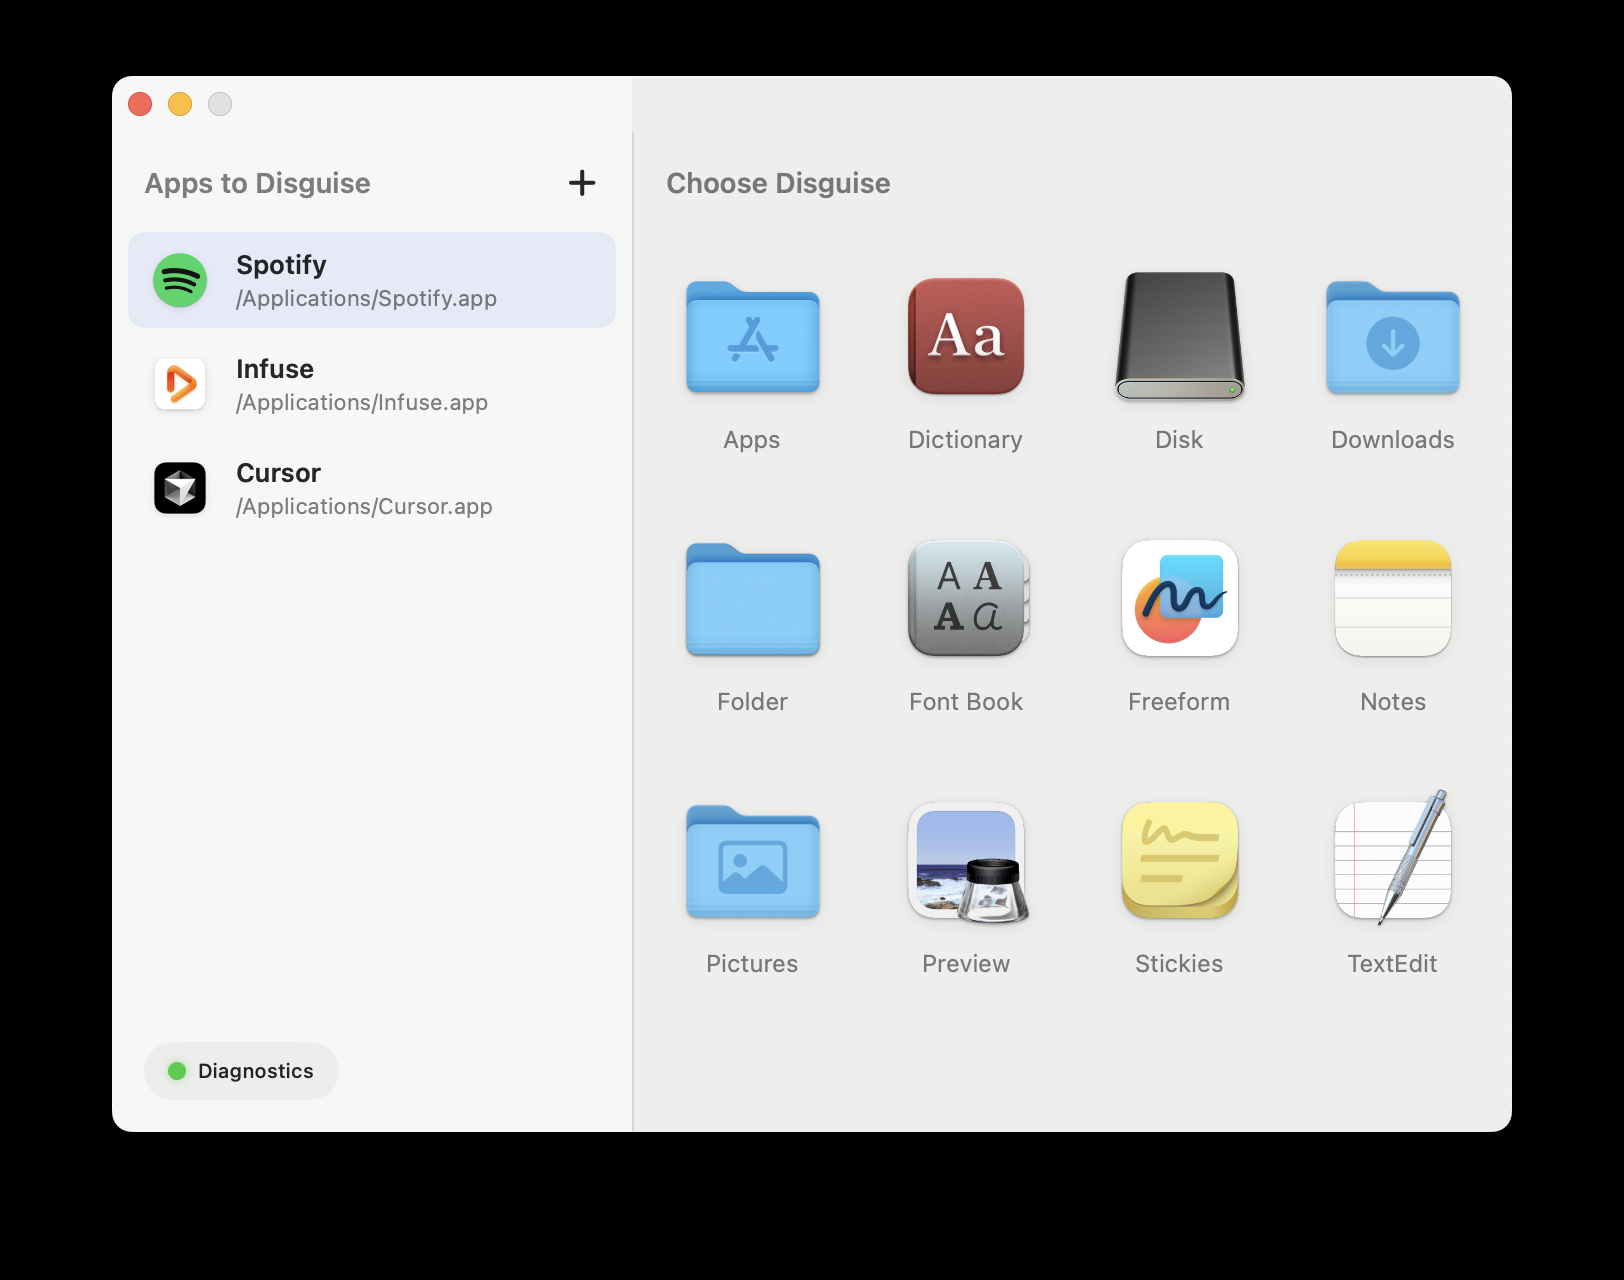 Apps to Disguise
Spotify
/Applications/Spotify.app
Infuse
/Applications/Infuse.app
Cursor
/Applications/Cursor.app
Diagnostics
Choose Disguise
Aa
Apps Dictionary Disk Downloads
A A
A a
Folder Font Book Freeform Notes
Pictures Preview Stickies TextEdit